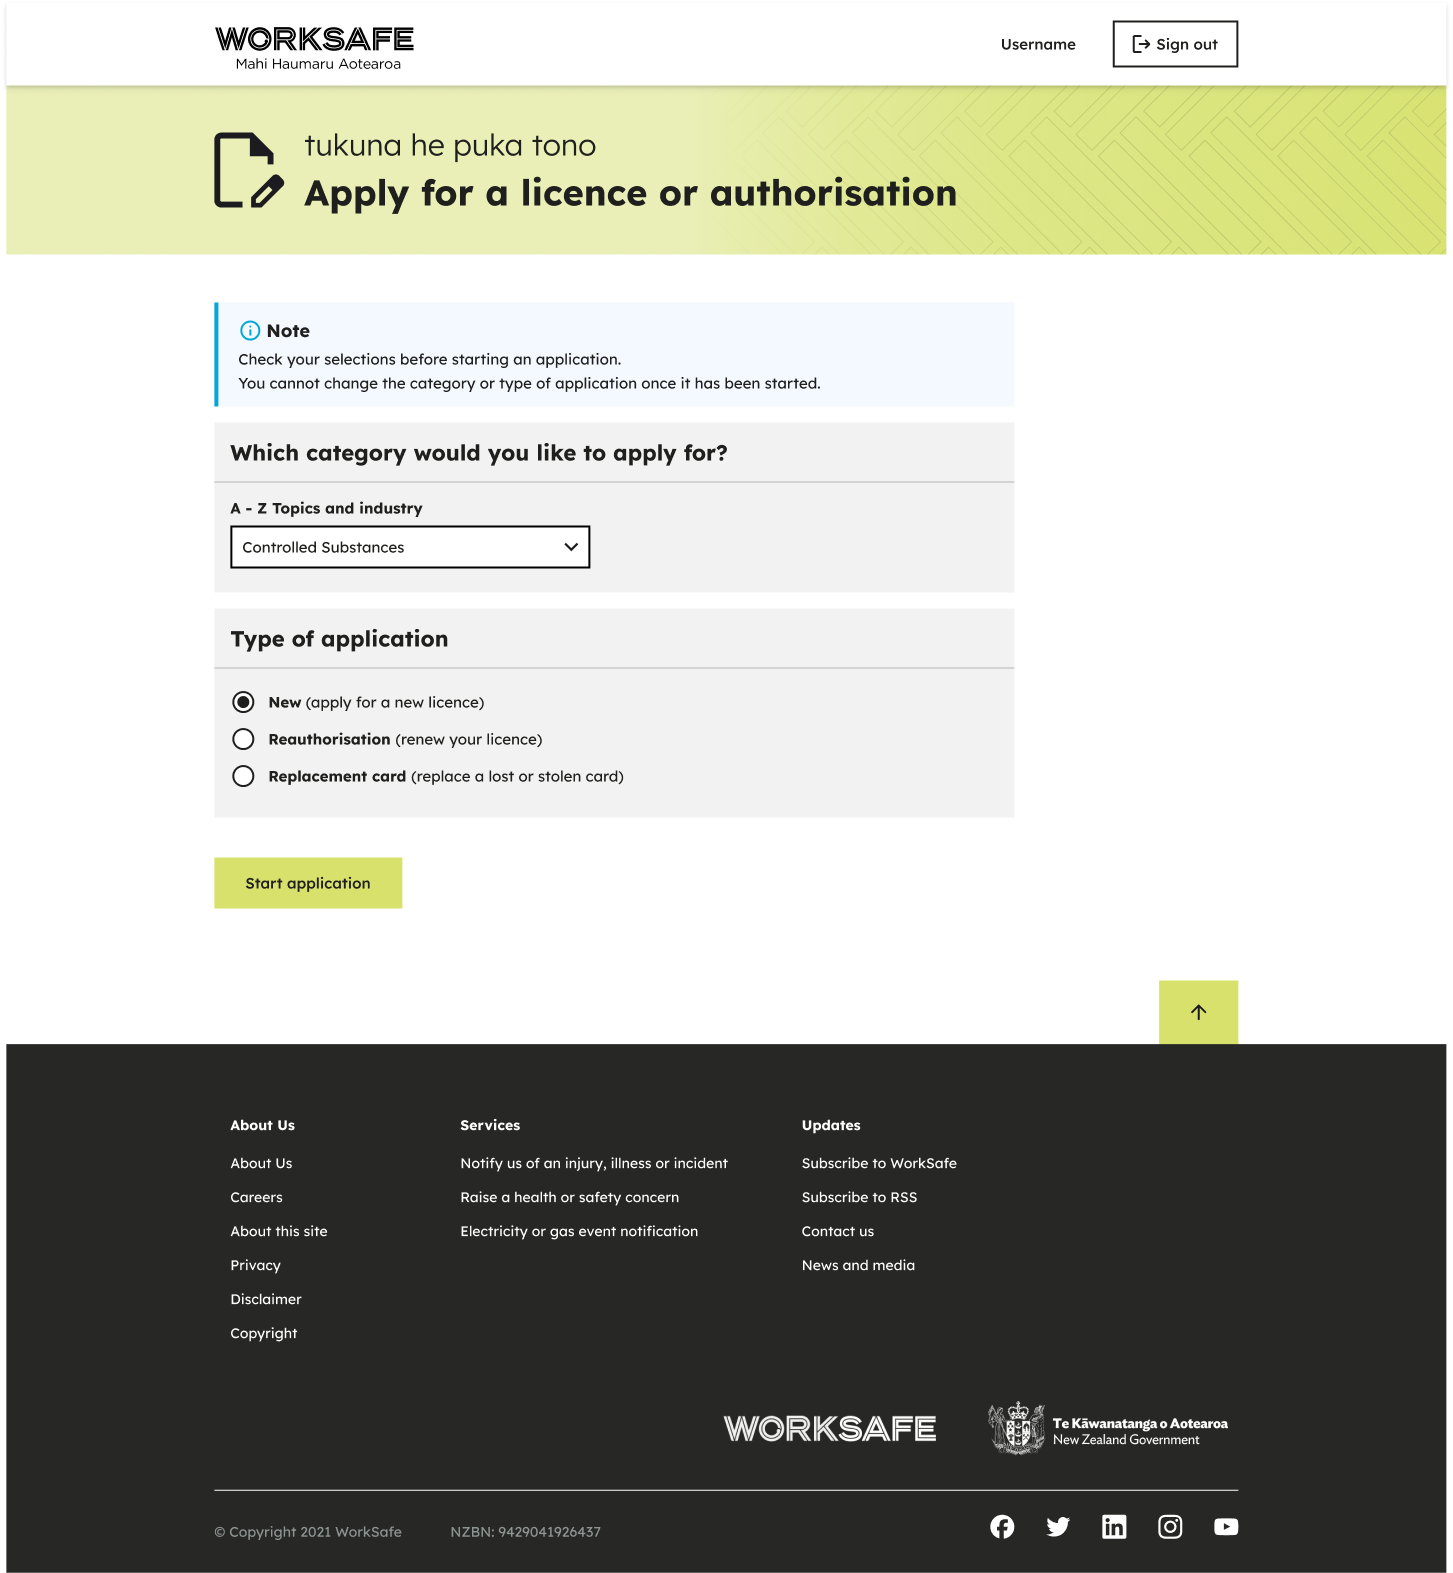 WORKSAFE
Mahi Haumaru Aotearoa
Username
Sign out
tukuna he puka tono
Apply for a licence or authorisation
Note
Check your selections before starting an application.
You cannot change the category or type of application once it has been started.
Which category would you like to apply for?
A - Z Topics and industry
Controlled Substances
Type of application
New (apply for a new licence)
Reauthorisation (renew your licence)
Replacement card (replace a lost or stolen card)
Start application
About Us
About Us
Careers
About this site
Privacy
Disclaimer
Copyright
Services
Notify us of an injury, illness or incident
Raise a health or safety concern
Electricity or gas event notification
Updates
Subscribe to WorkSafe
Subscribe to RSS
Contact us
News and media
WORKSAFE
Te Kāwanatanga o Aotearoa
New Zealand Government
© Copyright 2021 WorkSafe
NZBN: 9429041926437